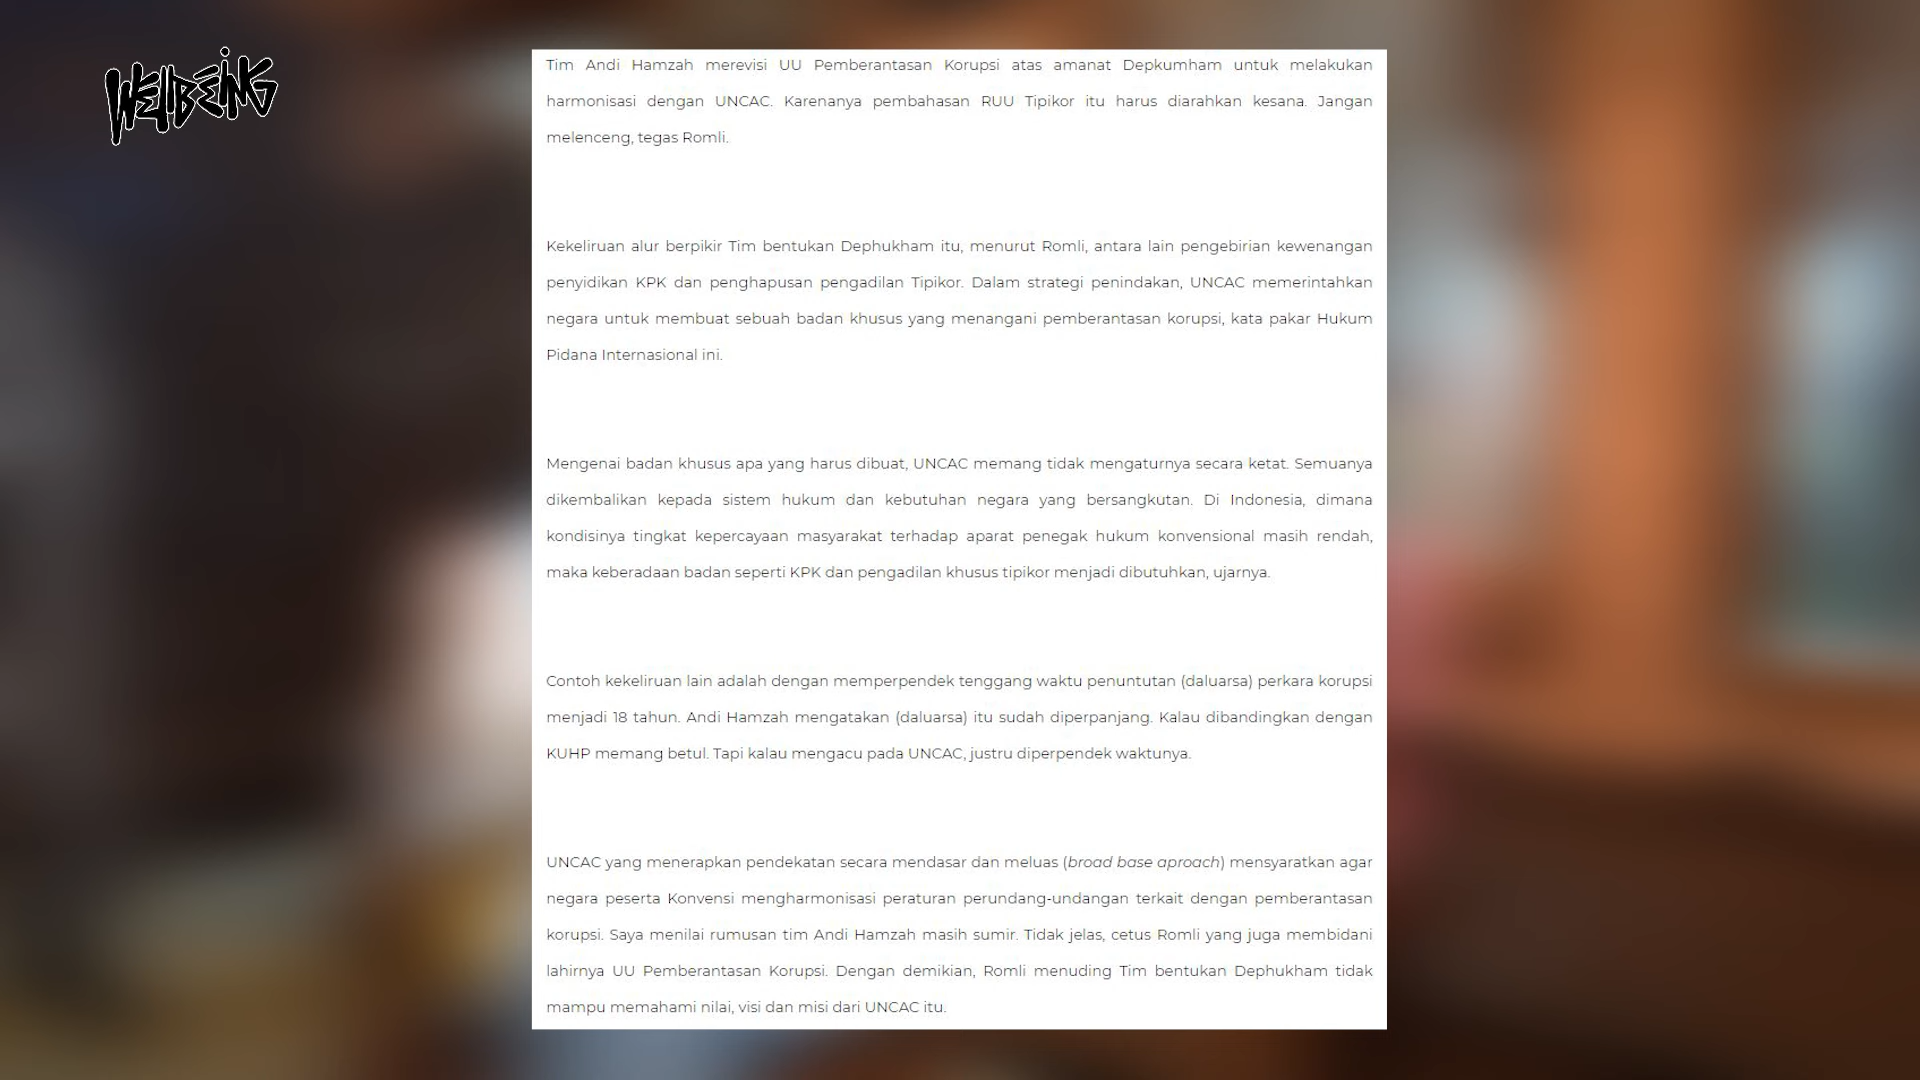 WELLBEING
Tim Andi Hamzah merevisi UU Pemberantasan Korupsi atas amanat Depkumham untuk melakukan
harmonisasi dengan UNCAC. Karenanya pembahasan RUU Tipikor itu harus diarahkan kesana. Jangan
melenceng, tegas Romli.
Kekeliruan alur berpikir Tim bentukan Dephukham itu, menurut Romli, antara lain pengebirian kewenangan
penyidikan KPK dan penghapusan pengadilan Tipikor. Dalam strategi penindakan, UNCAC memerintahkan
negara untuk membuat sebuah badan khusus yang menangani pemberantasan korupsi, kata pakar Hukum
Pidana Internasional ini.
Mengenai badan khusus apa yang harus dibuat, UNCAC memang tidak mengaturnya secara ketat. Semuanya
dikembalikan kepada sistem hukum dan kebutuhan negara yang bersangkutan. Di Indonesia, dimana
kondisinya tingkat kepercayaan masyarakat terhadap aparat penegak hukum konvensional masih rendah,
maka keberadaan badan seperti KPK dan pengadilan khusus tipikor menjadi dibutuhkan, ujarnya.
Contoh kekeliruan lain adalah dengan memperpendek tenggang waktu penuntutan (daluarsa) perkara korupsi
menjadi 18 tahun. Andi Hamzah mengatakan (daluarsa) itu sudah diperpanjang. Kalau dibandingkan dengan
KUHP memang betul. Tapi kalau mengacu pada UNCAC, justru diperpendek waktunya.
UNCAC yang menerapkan pendekatan secara mendasar dan meluas (broad base aproach) mensyaratkan agar
negara peserta Konvensi mengharmonisasi peraturan perundang-undangan terkait dengan pemberantasan
korupsi. Saya menilai rumusan tim Andi Hamzah masih sumir. Tidak jelas, cetus Romli yang juga membidani
lahirnya UU Pemberantasan Korupsi. Dengan demikian, Romli menuding Tim bentukan Dephukham tidak
mampu memahami nilai, visi dan misi dari UNCAC itu.